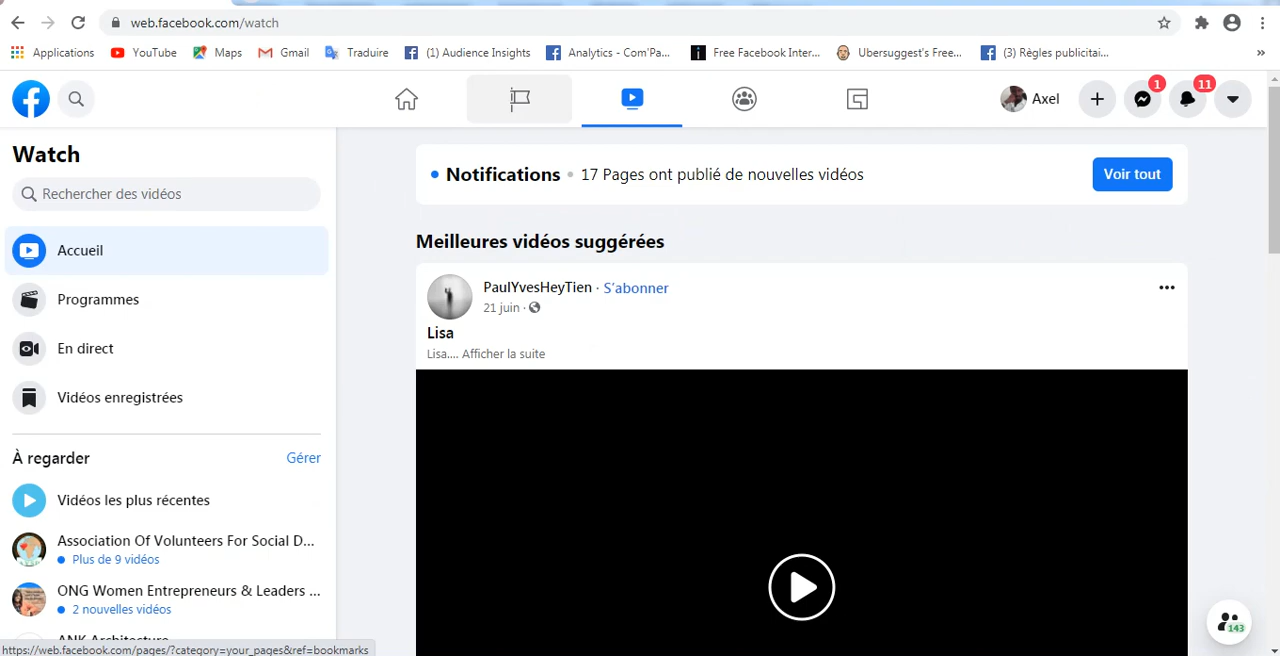 web.facebook.com/watch
Applications YouTube Maps Gmail Traduire (1) Audience Insights Analytics - Com'Pa... Free Facebook Inter... Ubersuggest's Free... (3) Règles publicitai... »
Axel 1 11
Watch
Rechercher des vidéos
Accueil
Programmes
En direct
Vidéos enregistrées
À regarder Gérer
Vidéos les plus récentes
Association Of Volunteers For Social D...
Plus de 9 vidéos
ONG Women Entrepreneurs & Leaders ...
2 nouvelles vidéos
ANK Architecture
https://web.facebook.com/pages/?category=your_pages&ref=bookmarks
Notifications • 17 Pages ont publié de nouvelles vidéos Voir tout
Meilleures vidéos suggérées
PaulYvesHeyTien · S'abonner
21 juin ·
Lisa
Lisa.... Afficher la suite
143